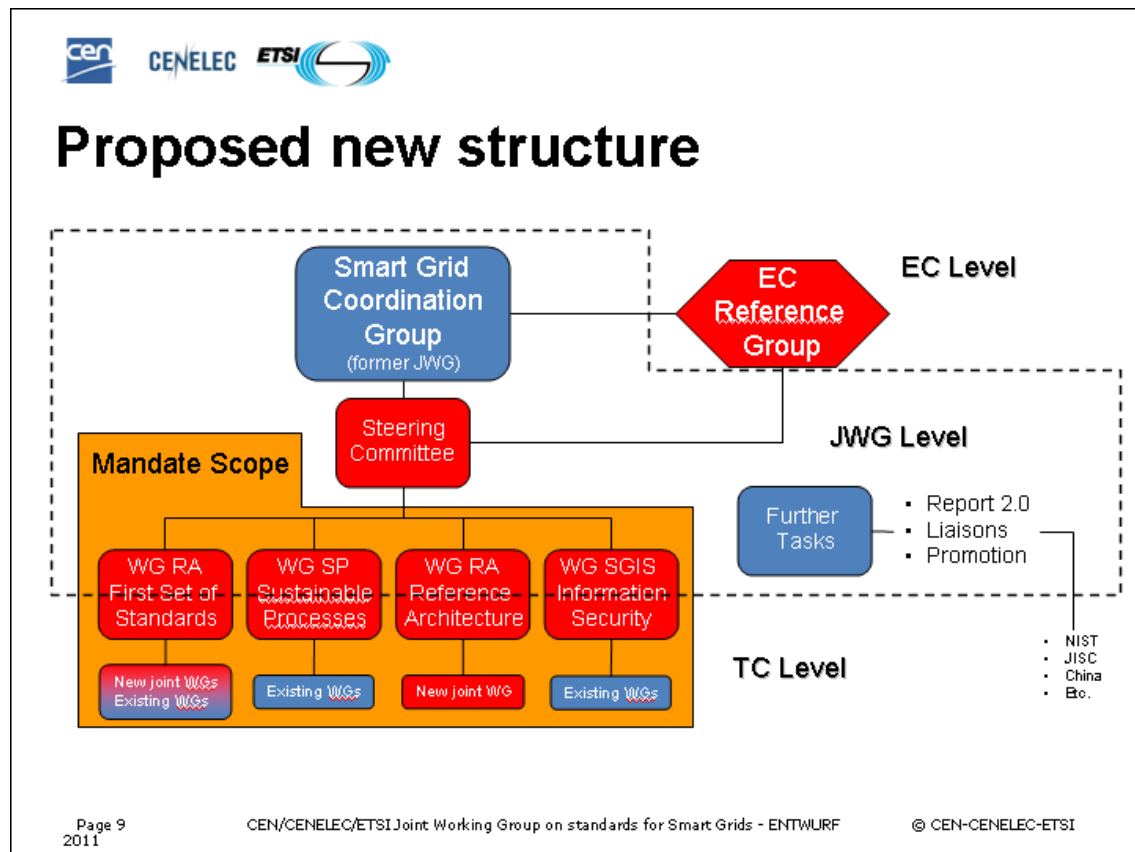 cen
CENELEC
ETSI
Proposed new structure
Smart Grid
Coordination
Group
(former JWG)
EC
Reference
Group
EC Level
Steering
Committee
JWG Level
Mandate Scope
Further
Tasks
▪ Report 2.0
▪ Liaisons
▪ Promotion
WG RA
First Set of
Standards
WG SP
Sustainable
Processes
WG RA
Reference
Architecture
WG SGIS
Information
Security
New joint WGs
Existing WGs
Existing WGs
New joint WG
Existing WGs
TC Level
▪ NIST
▪ JISC
▪ China
▪ Etc.
Page 9
2011
CEN/CENELEC/ETSI Joint Working Group on standards for Smart Grids - ENTWURF
© CEN-CENELEC-ETSI